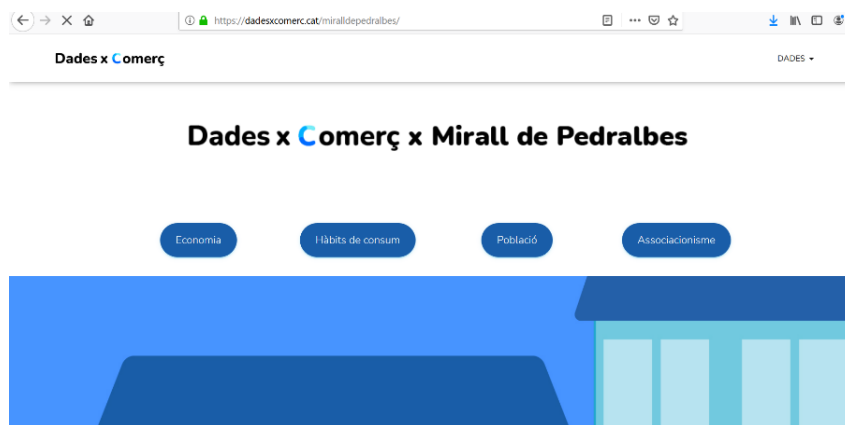 https://dadesxcomerc.cat/miralldepedralbes/
Dades x Comerç
DADES
Dades x Comerç x Mirall de Pedralbes
Economia
Hàbits de consum
Població
Associacionisme